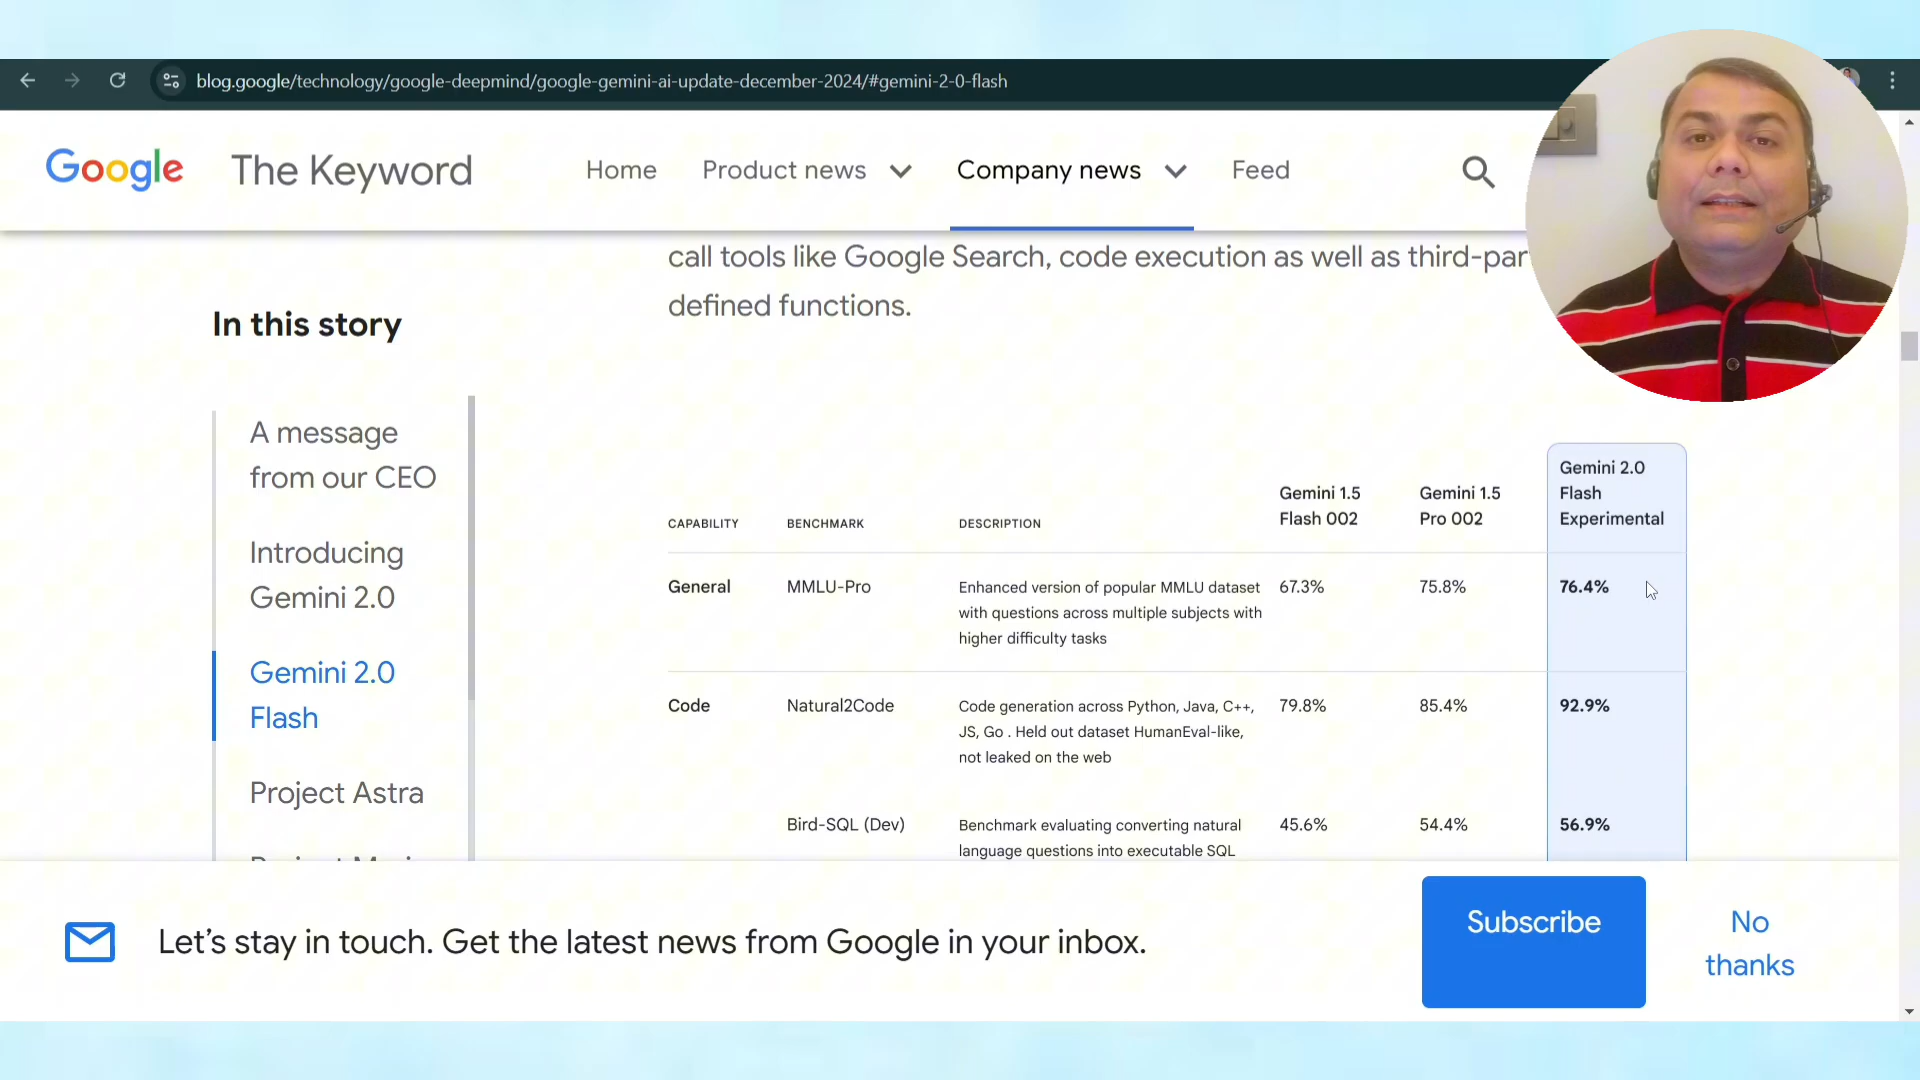 blog.google/technology/google-deepmind/google-gemini-ai-update-december-2024/#gemini-2-0-flash
Google The Keyword Home Product news Company news Feed
call tools like Google Search, code execution as well as third-par
defined functions.
In this story
A message
from our CEO
Introducing
Gemini 2.0
Gemini 2.0
Flash
Project Astra
CAPABILITY BENCHMARK DESCRIPTION Gemini 1.5 Flash 002 Gemini 1.5 Pro 002 Gemini 2.0 Flash Experimental
General MMLU-Pro Enhanced version of popular MMLU dataset 67.3% 75.8% 76.4%
with questions across multiple subjects with
higher difficulty tasks
Code Natural2Code Code generation across Python, Java, C++, 79.8% 85.4% 92.9%
JS, Go . Held out dataset HumanEval-like,
not leaked on the web
Bird-SQL (Dev) Benchmark evaluating converting natural 45.6% 54.4% 56.9%
language questions into executable SQL
Let’s stay in touch. Get the latest news from Google in your inbox.
Subscribe
No
thanks